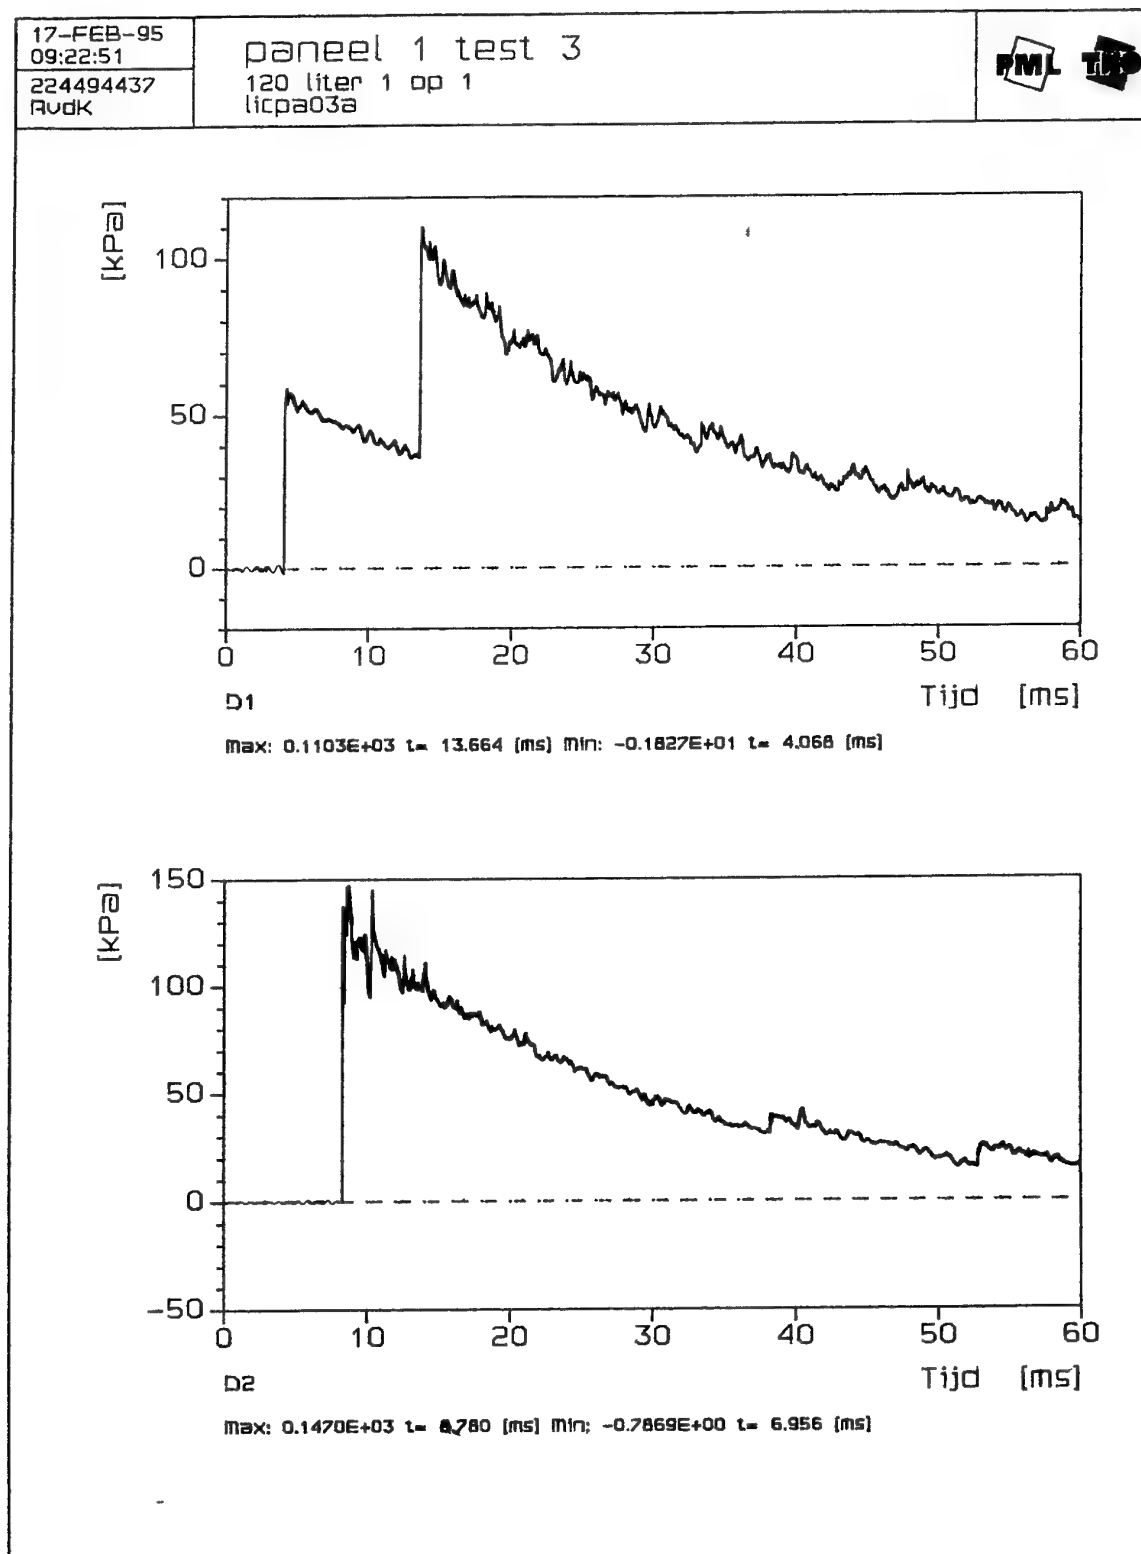 17-FEB-95
09:22:51
224494437
AvdK
paneel 1 test 3
120 liter 1 op 1
licpa03a
PML TNO
[kPa]
100
50
0
0 10 20 30 40 50 60
D1
Tijd [ms]
Max: 0.1103E+03 t= 13.664 [ms] Min: -0.1827E+01 t= 4.068 [ms]
[kPa]
150
100
50
0
-50
0 10 20 30 40 50 60
D2
Tijd [ms]
Max: 0.1470E+03 t= 8.780 [ms] Min: -0.7869E+00 t= 6.956 [ms]